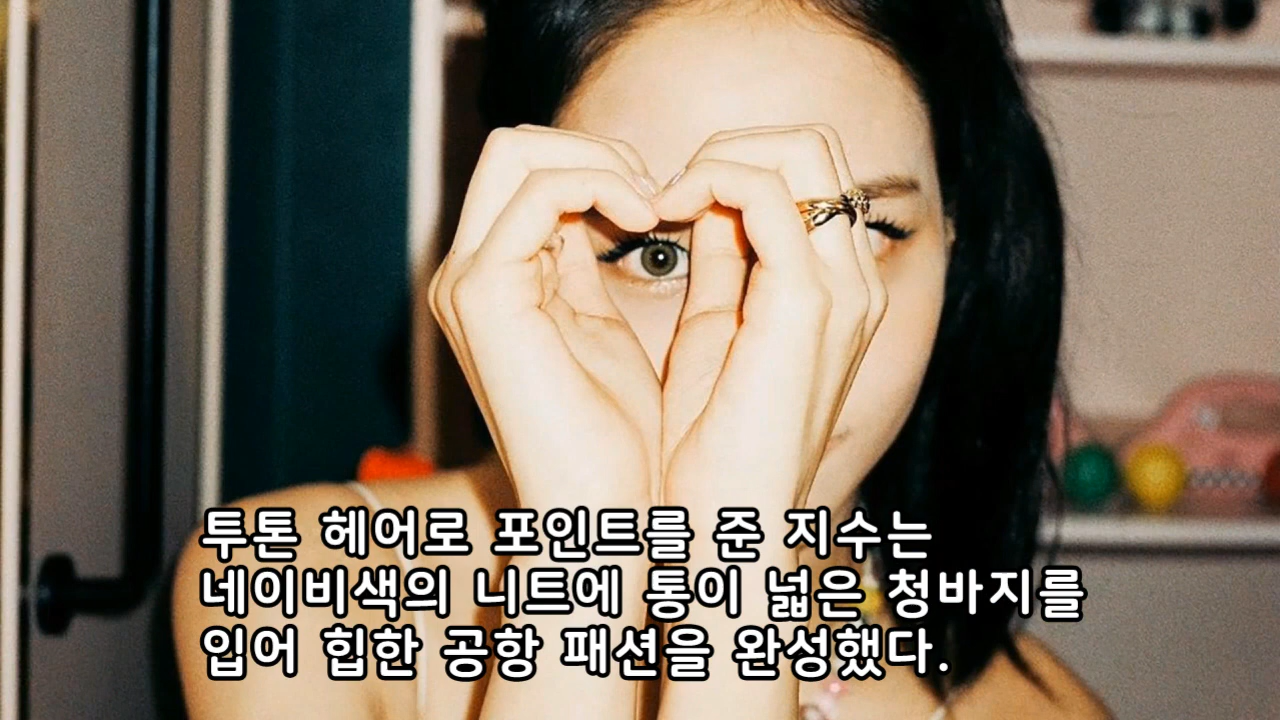 투톤 헤어로 포인트를 준 지수는
네이비색의 니트에 통이 넓은 청바지를
입어 힙한 공항 패션을 완성했다.